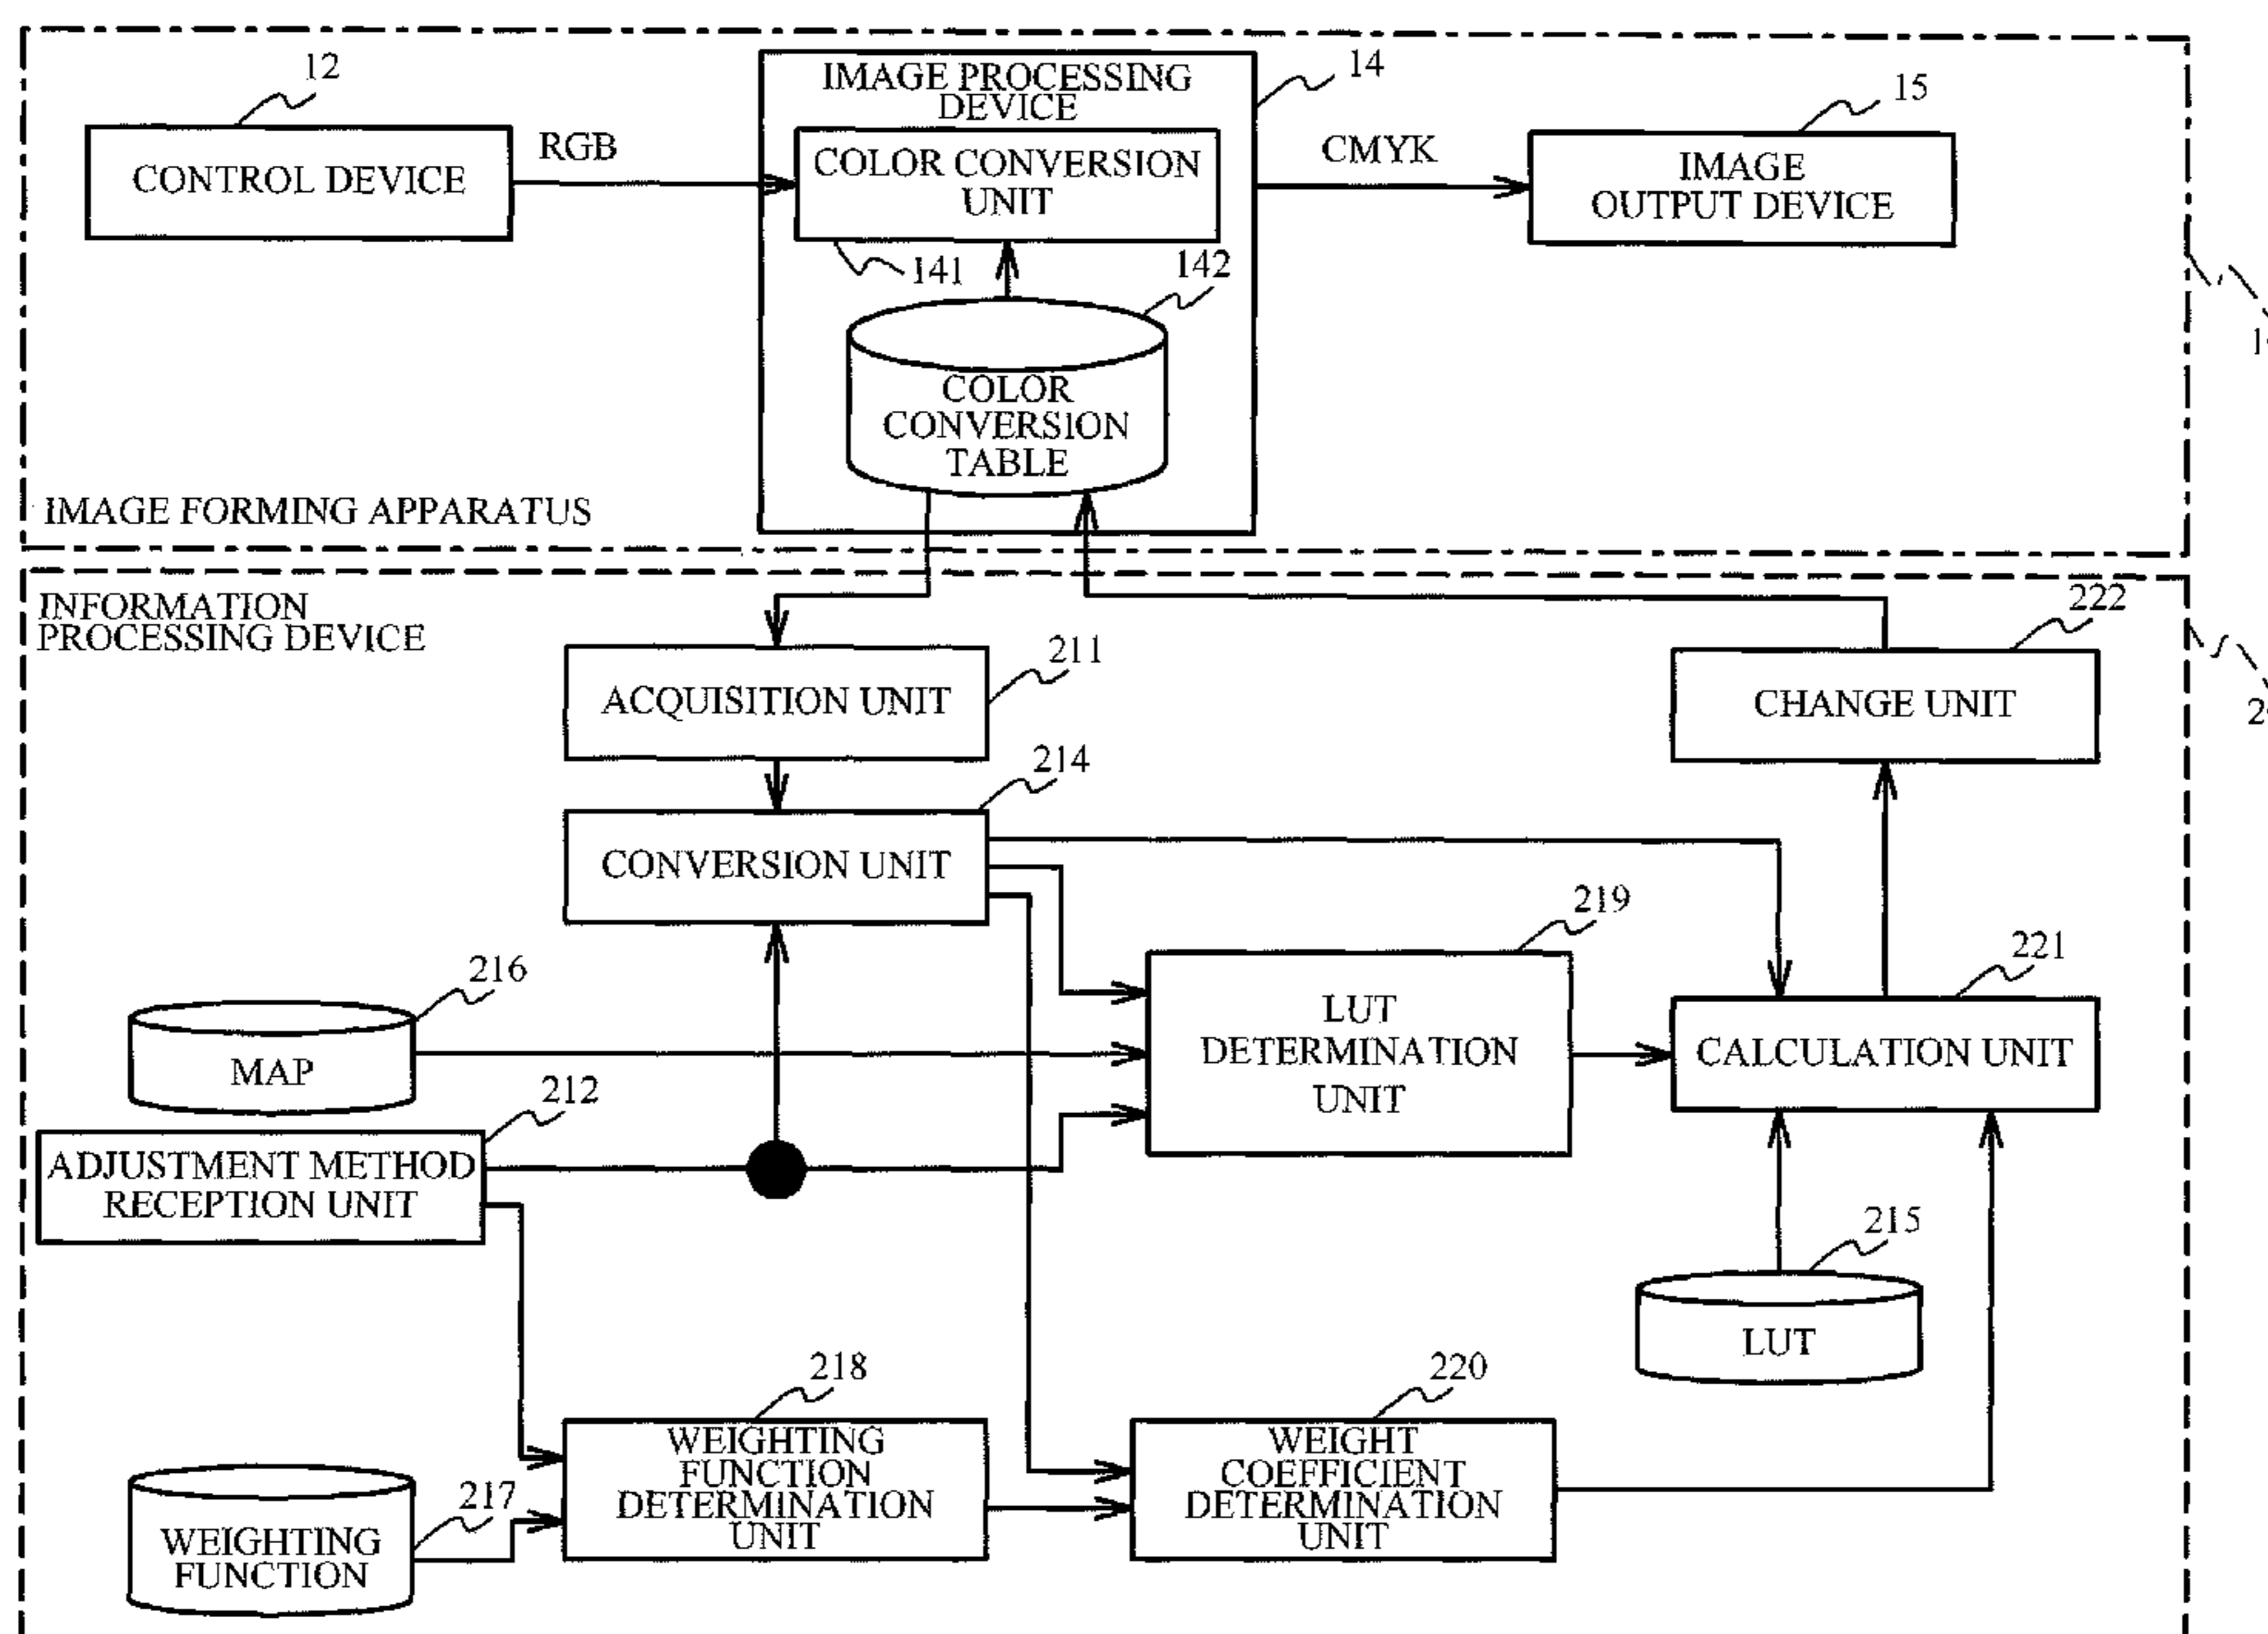 12
IMAGE PROCESSING
DEVICE
14
15
CONTROL DEVICE
RGB
COLOR CONVERSION
UNIT
CMYK
IMAGE
OUTPUT DEVICE
141
142
COLOR
CONVERSION
TABLE
IMAGE FORMING APPARATUS
INFORMATION
PROCESSING DEVICE
222
211
ACQUISITION UNIT
CHANGE UNIT
214
CONVERSION UNIT
219
216
221
MAP
LUT
DETERMINATION
UNIT
CALCULATION UNIT
212
ADJUSTMENT METHOD
RECEPTION UNIT
215
LUT
218
220
WEIGHTING
FUNCTION
DETERMINATION
UNIT
WEIGHT
COEFFICIENT
DETERMINATION
UNIT
217
WEIGHTING
FUNCTION